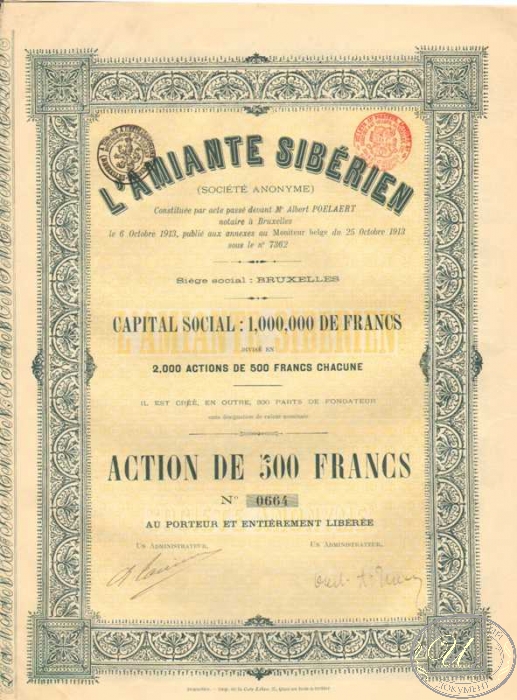 L'AMIANTE SIBÉRIEN
(SOCIÉTÉ ANONYME)
Constituée par acte passé devant Me Albert POELAERT
notaire à Bruxelles
le 6 Octobre 1913, publié aux annexes au Moniteur belge du 25 Octobre 1913
sous le no 7362
Siège social : BRUXELLES
CAPITAL SOCIAL : 1,000,000 DE FRANCS
DIVISÉ EN
2,000 ACTIONS DE 500 FRANCS CHACUNE
IL EST CRÉÉ, EN OUTRE, 800 PARTS DE FONDATEUR
sans désignation de valeur nominale
ACTION DE 500 FRANCS
No 0664
AU PORTEUR ET ENTIÈREMENT LIBÉRÉE
UN ADMINISTRATEUR, UN ADMINISTRATEUR,
ДОКУМЕНТ